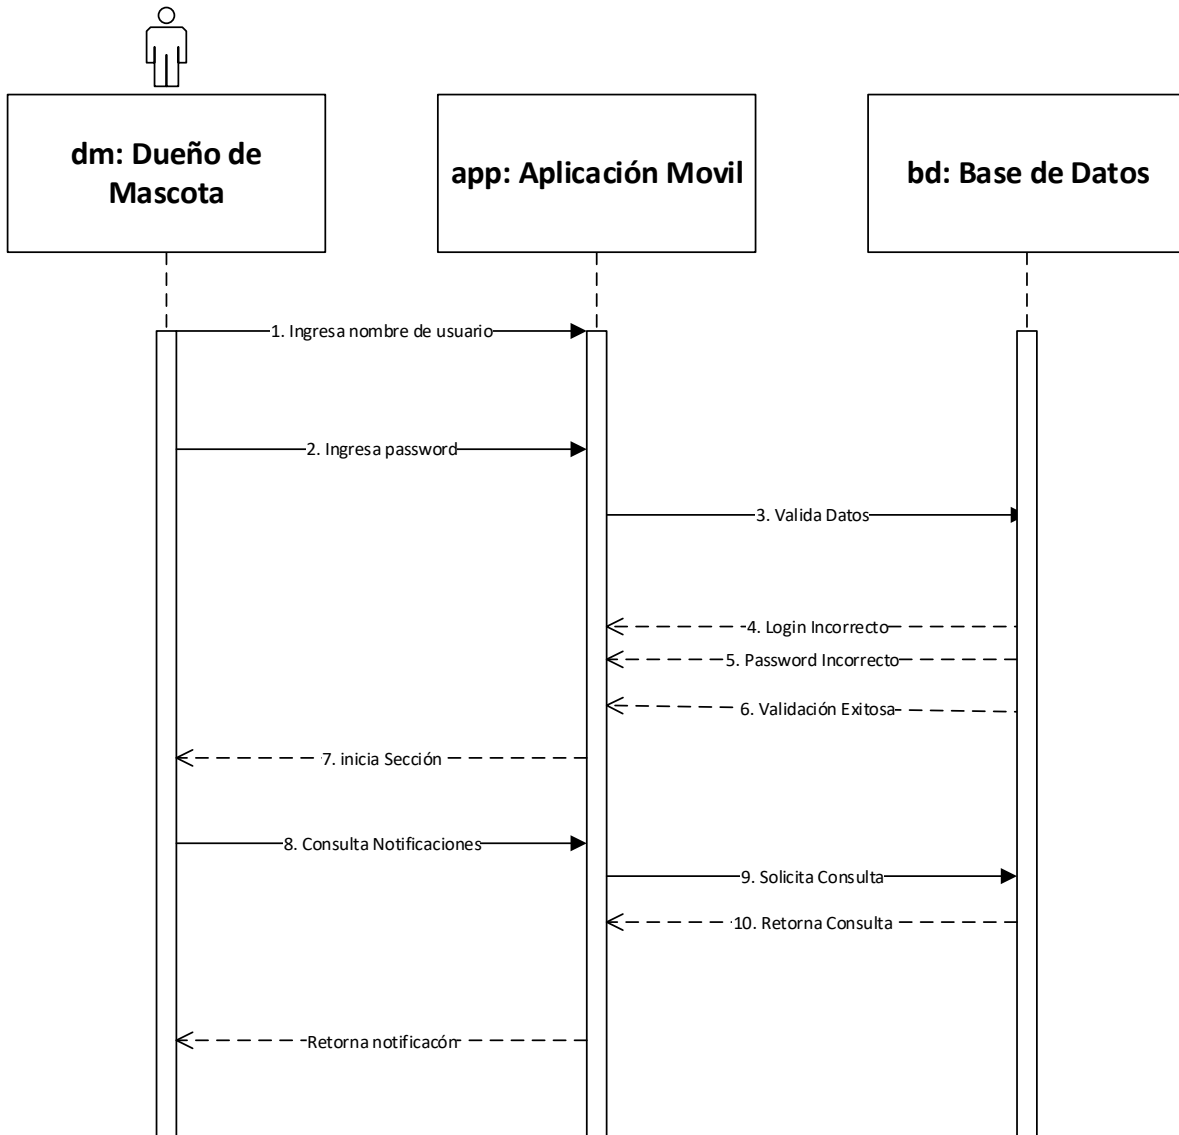 dm: Dueño de
Mascota
app: Aplicación Movil
bd: Base de Datos
1. Ingresa nombre de usuario
2. Ingresa password
3. Valida Datos
4. Login Incorrecto
5. Password Incorrecto
6. Validación Exitosa
7. inicia Sección
8. Consulta Notificaciones
9. Solicita Consulta
10. Retorna Consulta
Retorna notificacón